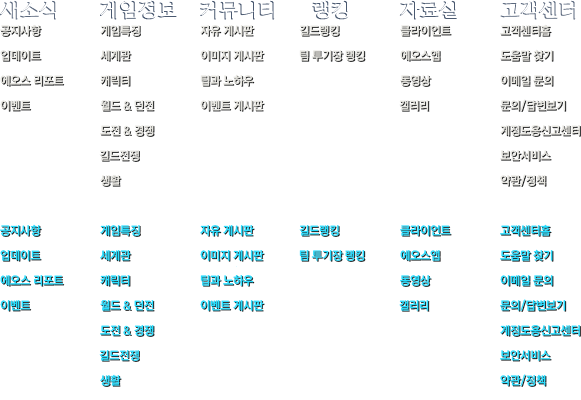 새소식 게임정보 커뮤니티 랭킹 자료실 고객센터
공지사항 게임특징 자유 게시판 길드랭킹 클라이언트 고객센터홈
업데이트 세계관 이미지 게시판 팀 투기장 랭킹 에오스앱 도움말 찾기
에오스 리포트 캐릭터 팁과 노하우 동영상 이메일 문의
이벤트 월드 & 던전 이벤트 게시판 갤러리 문의/답변보기
도전 & 경쟁 계정도용신고센터
길드전쟁 보안서비스
생활 약관/정책
공지사항 게임특징 자유 게시판 길드랭킹 클라이언트 고객센터홈
업데이트 세계관 이미지 게시판 팀 투기장 랭킹 에오스앱 도움말 찾기
에오스 리포트 캐릭터 팁과 노하우 동영상 이메일 문의
이벤트 월드 & 던전 이벤트 게시판 갤러리 문의/답변보기
도전 & 경쟁 계정도용신고센터
길드전쟁 보안서비스
생활 약관/정책